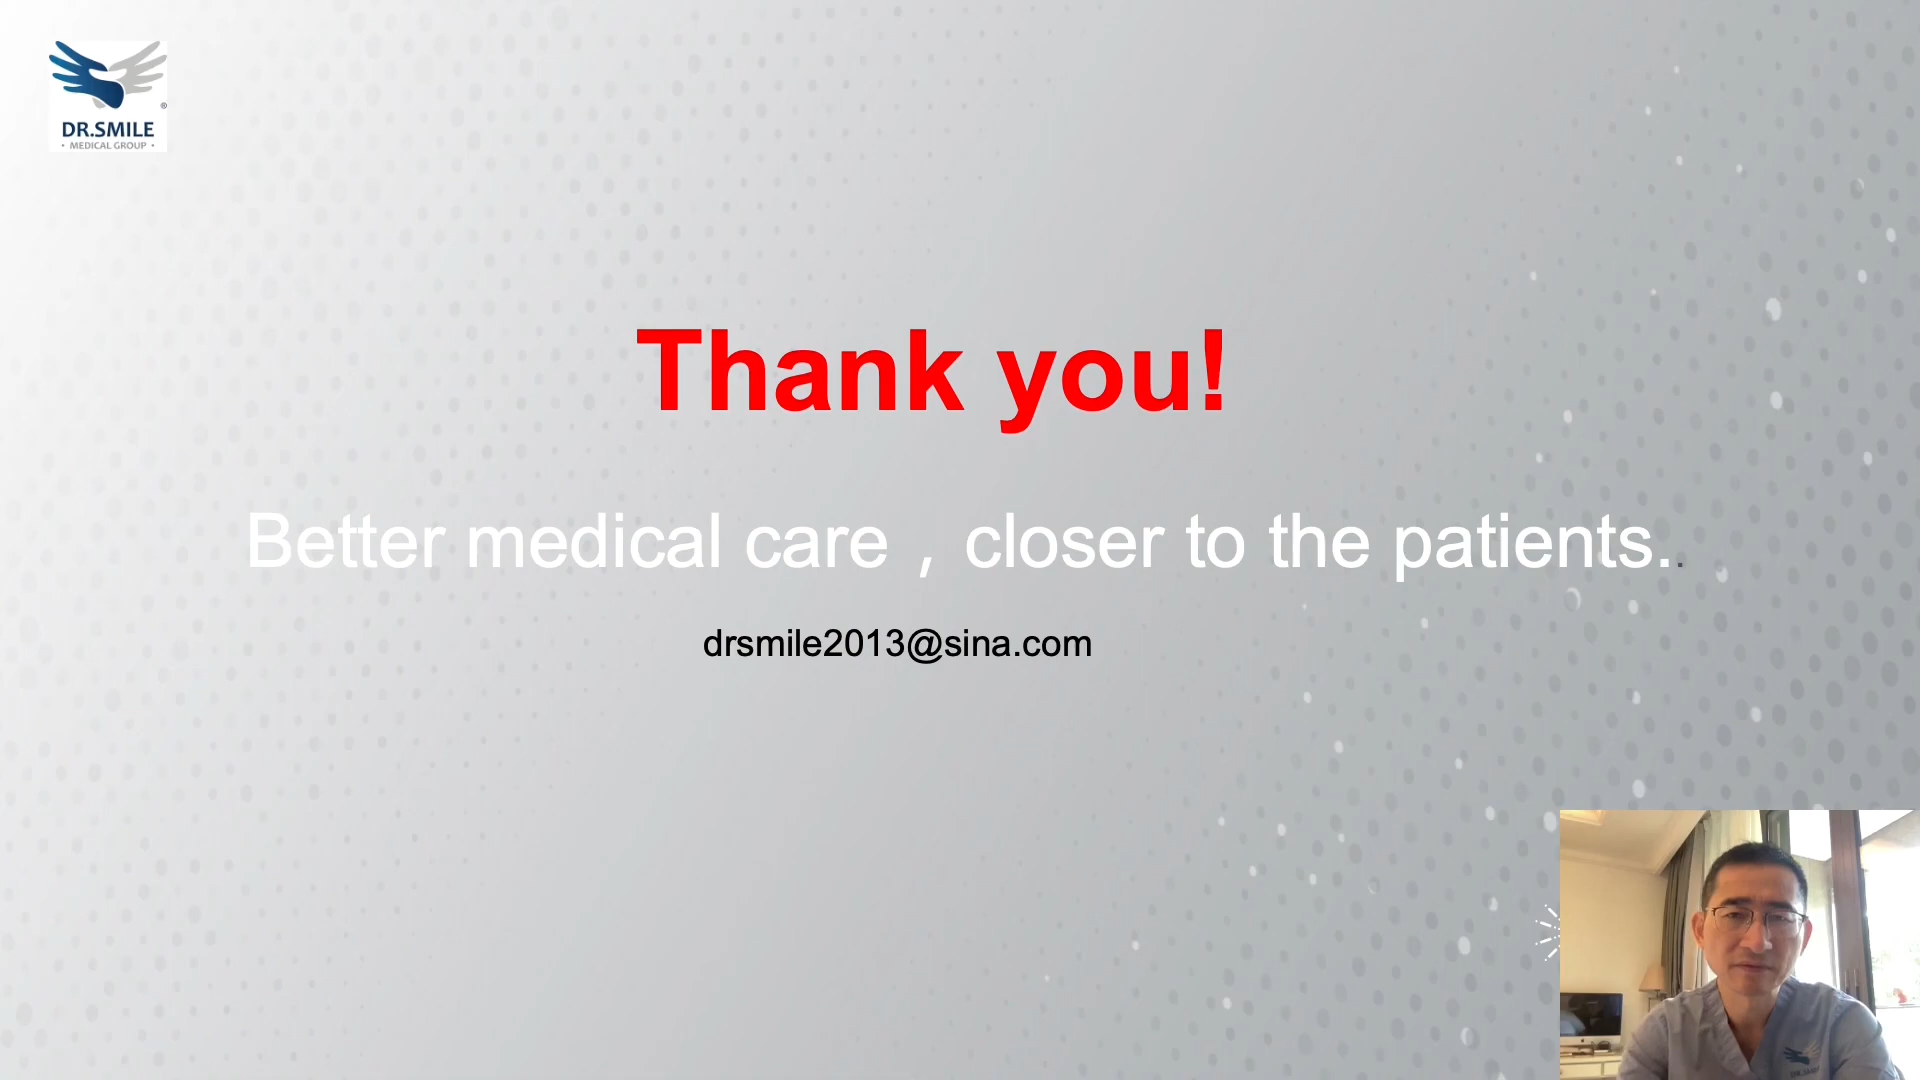 ®
DR.SMILE
• MEDICAL GROUP •
Thank you!
Better medical care，closer to the patients..
drsmile2013@sina.com